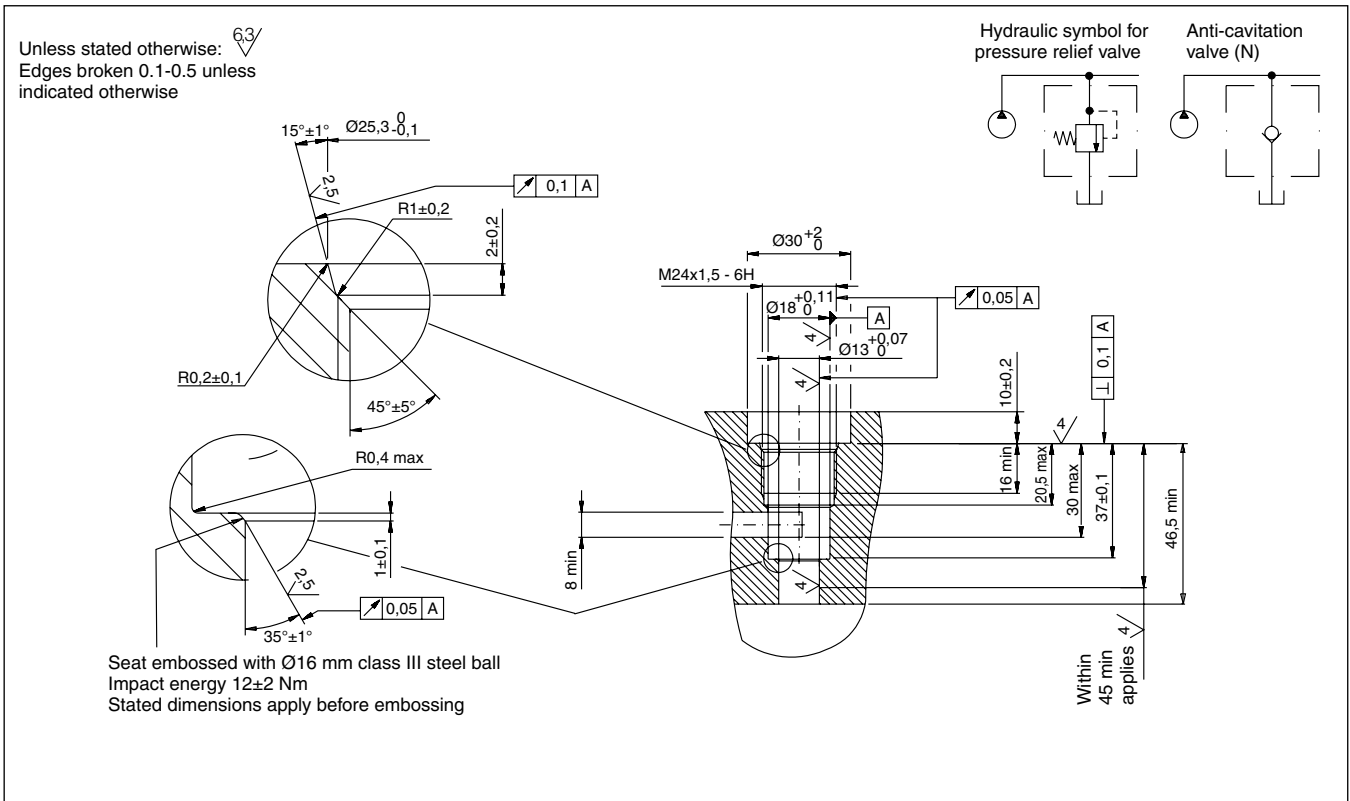 Unless stated otherwise: 6,3
Edges broken 0.1-0.5 unless
indicated otherwise
Hydraulic symbol for
pressure relief valve
Anti-cavitation
valve (N)
15°±1°
Ø25,3 0 -0,1
2,5
0,1 A
R1±0,2
2±0,2
R0,2±0,1
45°±5°
Ø30 +2 0
M24x1,5 - 6H
Ø18 +0,11 0
0,05 A
A
4
Ø13 +0,07 0
4
10±0,2
⊥ 0,1 A
4
16 min
20,5 max
30 max
37±0,1
46,5 min
8 min
4
Within
45 min
applies
4
R0,4 max
1±0,1
2,5
0,05 A
35°±1°
Seat embossed with Ø16 mm class III steel ball
Impact energy 12±2 Nm
Stated dimensions apply before embossing